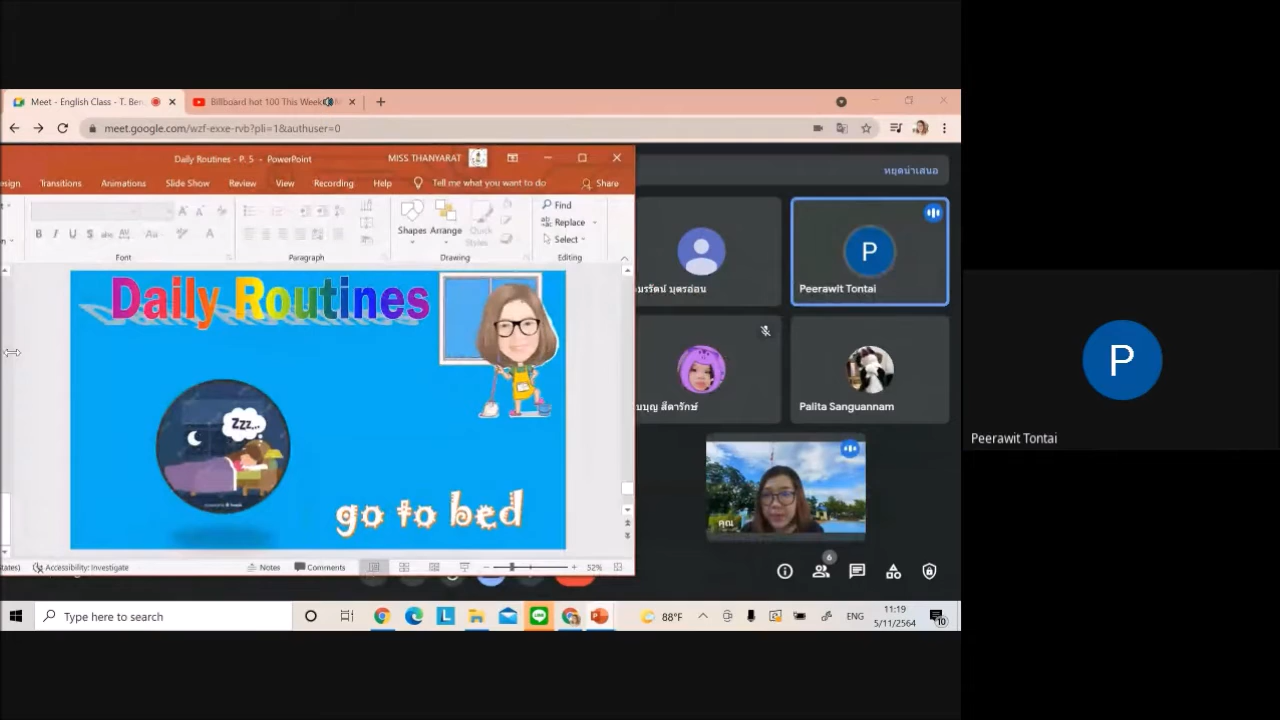 Meet - English Class - T. Ben
Billboard hot 100 This Week
meet.google.com/wzf-exxe-rvb?pli=1&authuser=0
Daily Routines - P. 5 - PowerPoint
MISS THANYARAT
Transitions
Animations
Slide Show
Review
View
Recording
Help
Tell me what you want to do
Share
Find
Replace
Select
Shapes
Arrange
Quick
Styles
Font
Paragraph
Drawing
Editing
Daily Routines
Zzz...
go to bed
Accessibility: Investigate
Notes
Comments
52%
หยุดนำเสนอ
P
Peerawit Tontai
Palita Sanguannam
คุณ
6
Type here to search
88°F
ENG
11:19
5/11/2564
10
P
Peerawit Tontai